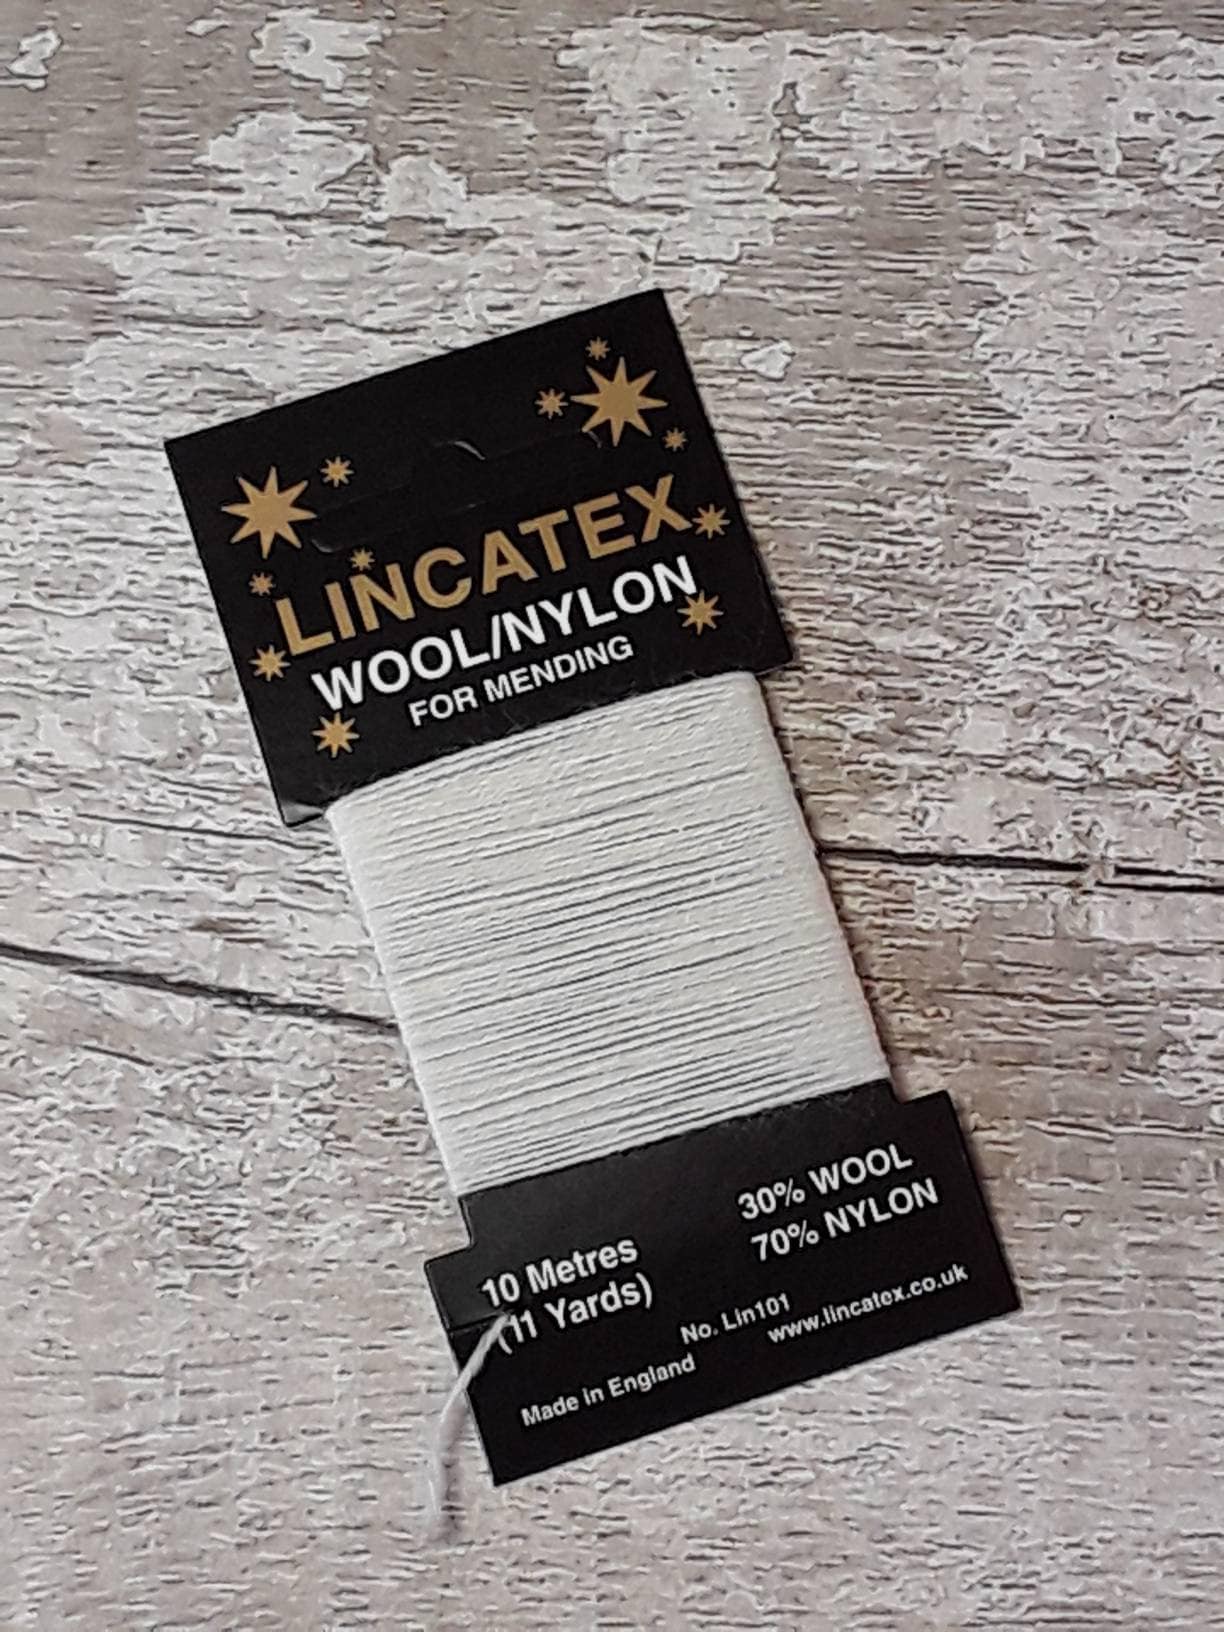 LINCATEX
WOOL/NYLON
FOR MENDING
30% WOOL
70% NYLON
10 Metres
(11 Yards)
No. Lin101
www.lincatex.co.uk
Made in England